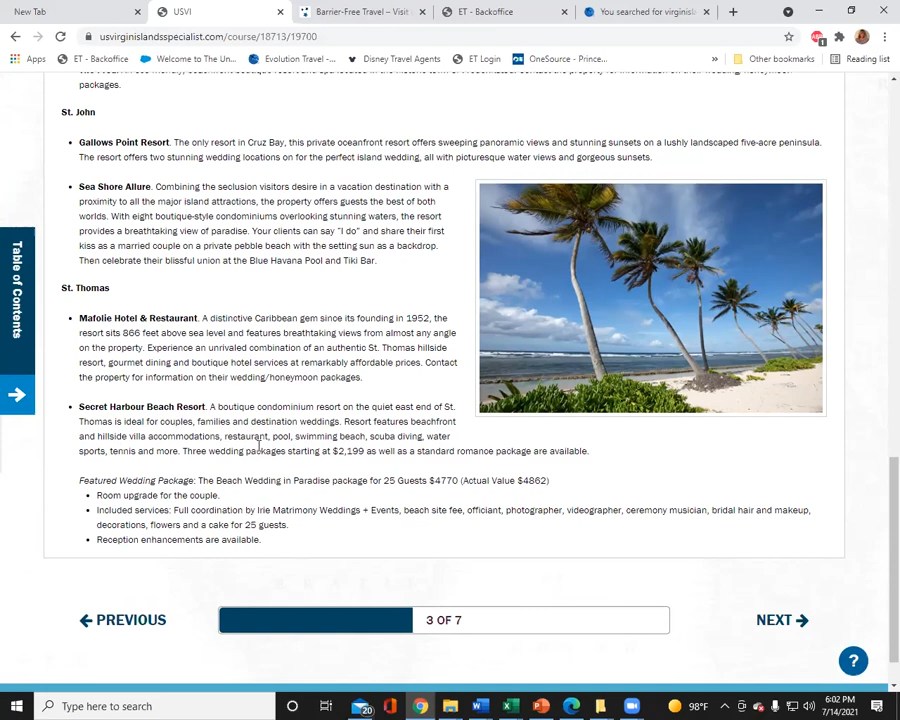 New Tab
USVI
Barrier-Free Travel – Visit
ET - Backoffice
You searched for virginisl
usvirginislandsspecialist.com/course/18713/19700
Apps
ET - Backoffice
Welcome to The Un...
Evolution Travel -...
Disney Travel Agents
ET Login
OneSource - Prince...
»
Other bookmarks
Reading list
packages.
St. John
• Gallows Point Resort. The only resort in Cruz Bay, this private oceanfront resort offers sweeping panoramic views and stunning sunsets on a lushly landscaped five-acre peninsula.
The resort offers two stunning wedding locations on for the perfect island wedding, all with picturesque water views and gorgeous sunsets.
• Sea Shore Allure. Combining the seclusion visitors desire in a vacation destination with a
proximity to all the major island attractions, the property offers guests the best of both
worlds. With eight boutique-style condominiums overlooking stunning waters, the resort
provides a breathtaking view of paradise. Your clients can say "I do" and share their first
kiss as a married couple on a private pebble beach with the setting sun as a backdrop.
Then celebrate their blissful union at the Blue Havana Pool and Tiki Bar.
St. Thomas
• Mafolie Hotel & Restaurant. A distinctive Caribbean gem since its founding in 1952, the
resort sits 866 feet above sea level and features breathtaking views from almost any angle
on the property. Experience an unrivaled combination of an authentic St. Thomas hillside
resort, gourmet dining and boutique hotel services at remarkably affordable prices. Contact
the property for information on their wedding/honeymoon packages.
• Secret Harbour Beach Resort. A boutique condominium resort on the quiet east end of St.
Thomas is ideal for couples, families and destination weddings. Resort features beachfront
and hillside villa accommodations, restaurant, pool, swimming beach, scuba diving, water
sports, tennis and more. Three wedding packages starting at $2,199 as well as a standard romance package are available.
Featured Wedding Package: The Beach Wedding in Paradise package for 25 Guests $4770 (Actual Value $4862)
• Room upgrade for the couple.
• Included services: Full coordination by Irie Matrimony Weddings + Events, beach site fee, officiant, photographer, videographer, ceremony musician, bridal hair and makeup,
decorations, flowers and a cake for 25 guests.
• Reception enhancements are available.
Table of Contents
PREVIOUS
3 OF 7
NEXT
?
Type here to search
20
98°F
6:02 PM
7/14/2021